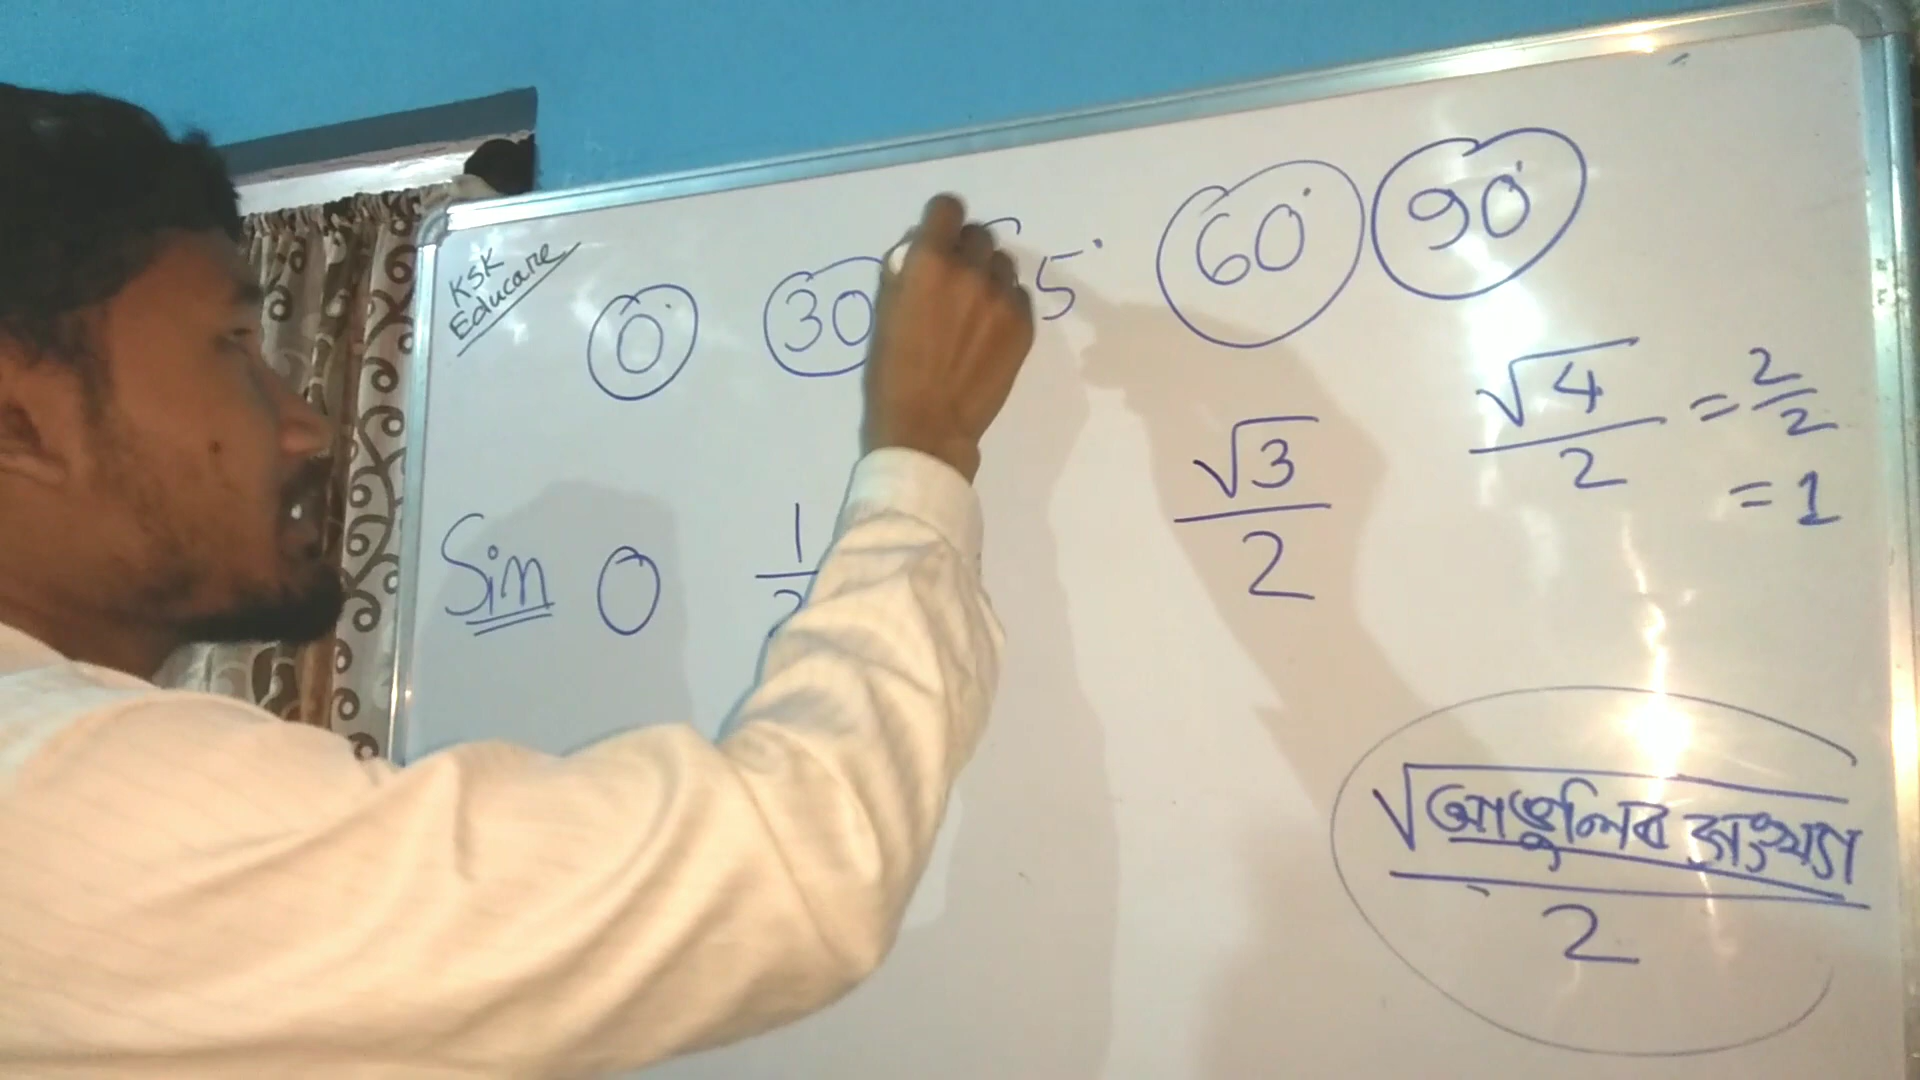 KSK
Educare
0° 30 5° 60° 90°
Sin 0 1/2 √3/2 √4/2 = 2/2
= 1
√আঙুলিৰ সংখ্যা
2